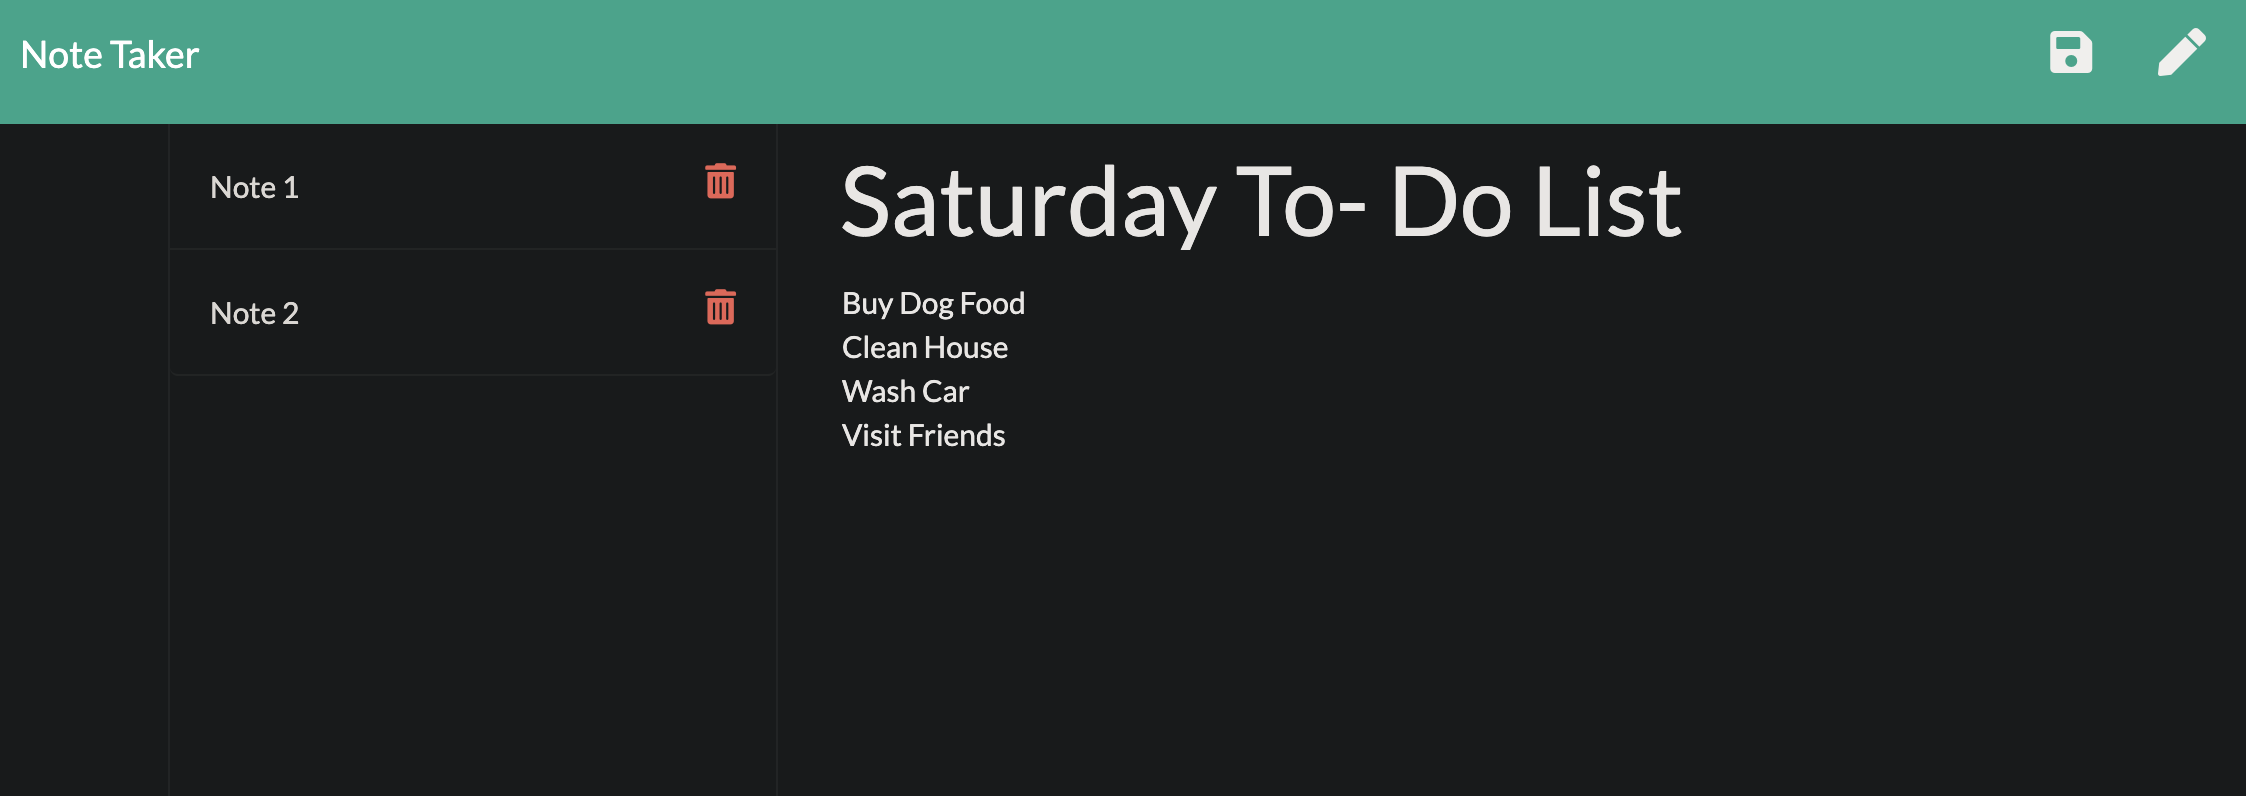 Note Taker
Note 1
Note 2
Saturday To- Do List
Buy Dog Food
Clean House
Wash Car
Visit Friends